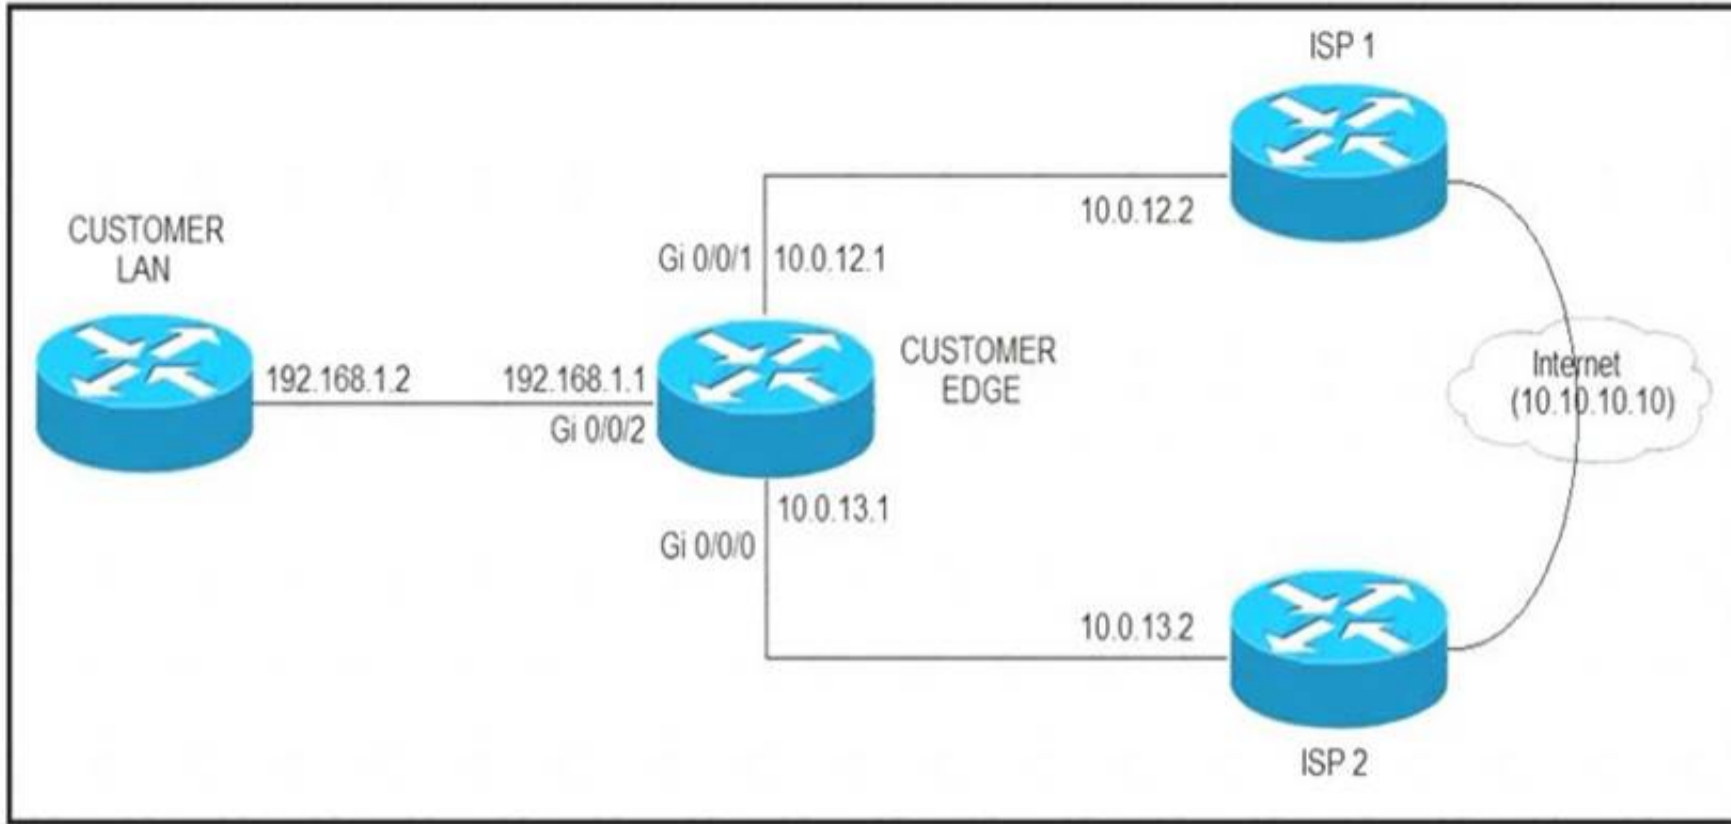 ISP 1
10.0.12.2
CUSTOMER
LAN
Gi 0/0/1 10.0.12.1
CUSTOMER
EDGE
192.168.1.2
192.168.1.1
Gi 0/0/2
Internet
(10.10.10.10)
10.0.13.1
Gi 0/0/0
10.0.13.2
ISP 2